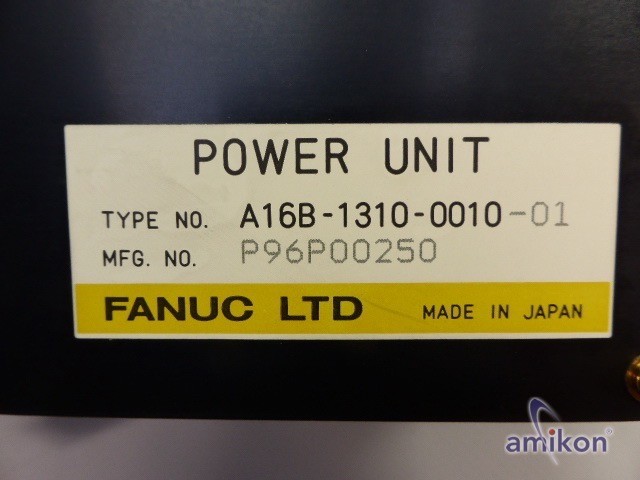 POWER UNIT
TYPE NO. A16B-1310-0010-01
MFG. NO. P96P00250
FANUC LTD MADE IN JAPAN
amikon®